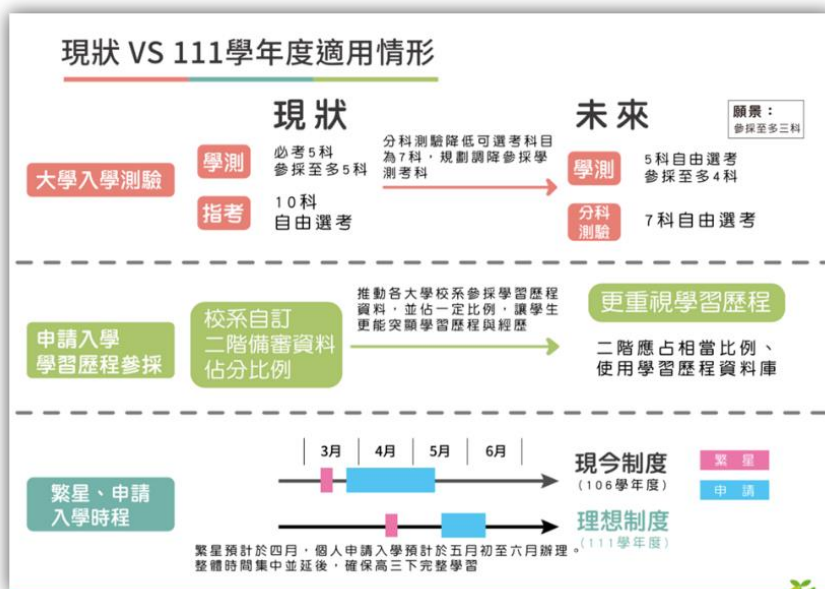 現狀 VS 111學年度適用情形
現狀
未來
願景：
參採至多三科
大學入學測驗
學測
必考5科
參採至多5科
指考
10科
自由選考
分科測驗降低可選考科目
為7科，規劃調降參採學
測考科
學測
5科自由選考
參採至多4科
分科
測驗
7科自由選考
申請入學
學習歷程參採
校系自訂
二階備審資料
佔分比例
推動各大學校系參採學習歷程
資料，並佔一定比例，讓學生
更能突顯學習歷程與經歷
更重視學習歷程
二階應占相當比例、
使用學習歷程資料庫
繁星、申請
入學時程
3月
4月
5月
6月
現今制度
(106學年度)
繁星
申請
理想制度
(111學年度)
繁星預計於四月，個人申請入學預計於五月初至六月辦理。
整體時間集中並延後，確保高三下完整學習